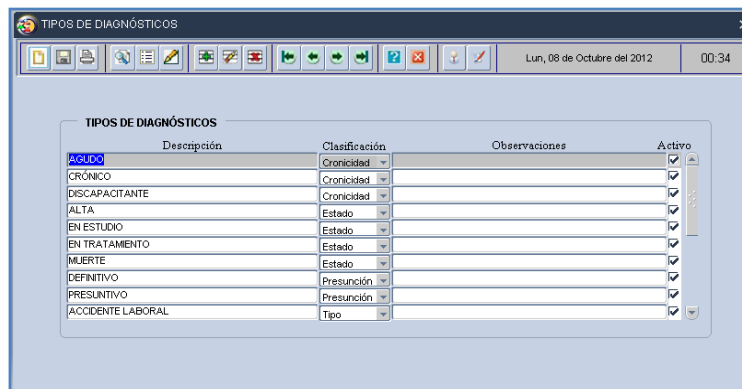 TIPOS DE DIAGNÓSTICOS
Lun, 08 de Octubre del 2012 00:34
TIPOS DE DIAGNÓSTICOS
Descripción Clasificación Observaciones Activo
AGUDO Cronicidad
CRÓNICO Cronicidad
DISCAPACITANTE Cronicidad
ALTA Estado
EN ESTUDIO Estado
EN TRATAMIENTO Estado
MUERTE Estado
DEFINITIVO Presunción
PRESUNTIVO Presunción
ACCIDENTE LABORAL Tipo